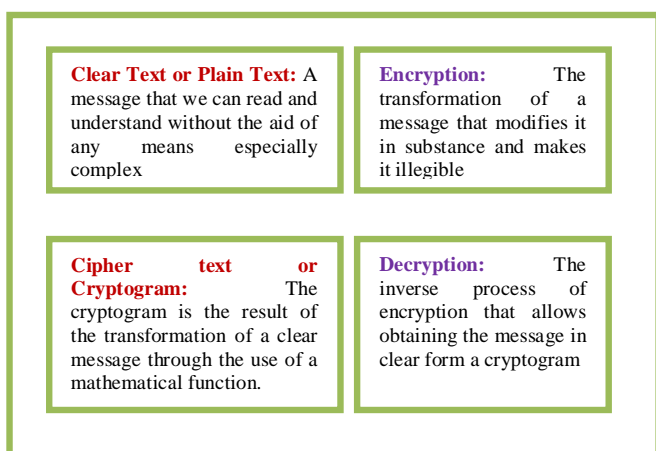 Clear Text or Plain Text: A
message that we can read and
understand without the aid of
any means especially
complex
Encryption: The
transformation of a
message that modifies it
in substance and makes
it illegible
Cipher text or
Cryptogram: The
cryptogram is the result of
the transformation of a clear
message through the use of a
mathematical function.
Decryption: The
inverse process of
encryption that allows
obtaining the message in
clear form a cryptogram